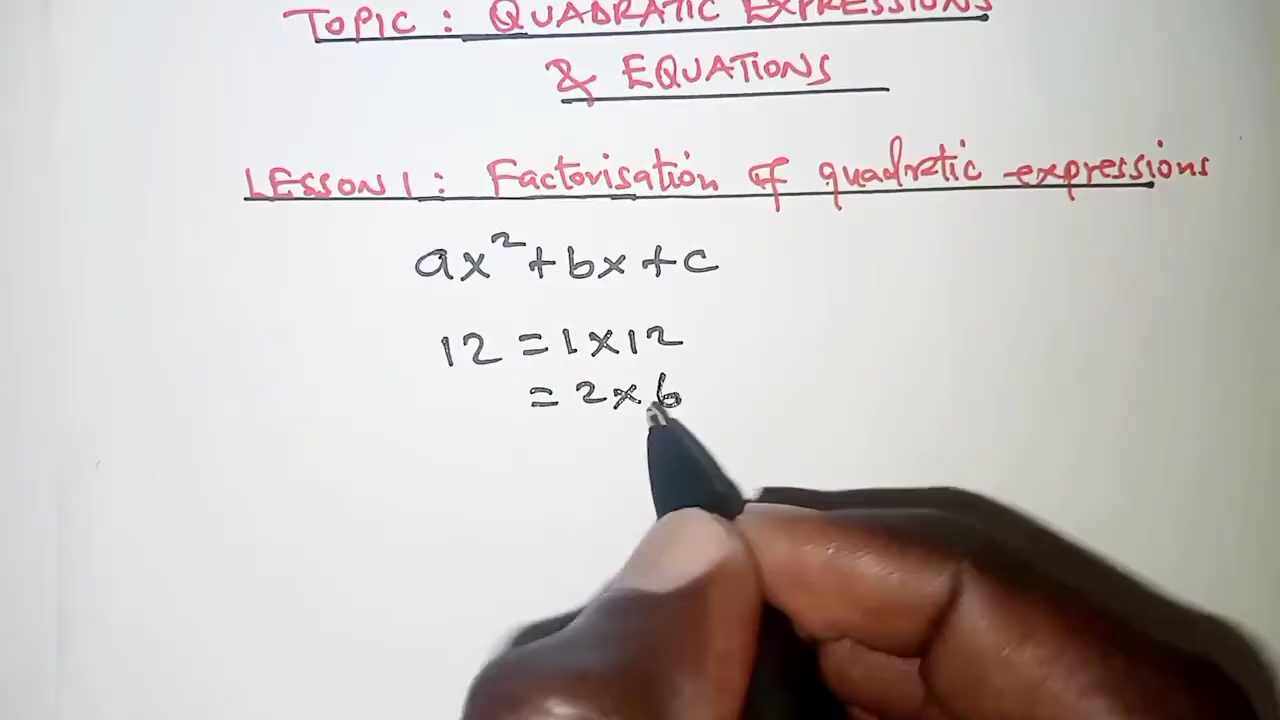 TOPIC : QUADRATIC EXPRESSIONS
& EQUATIONS
LESSON 1 : Factorisation of quadratic expressions
ax²+bx+c
12 = 1×12
= 2×6